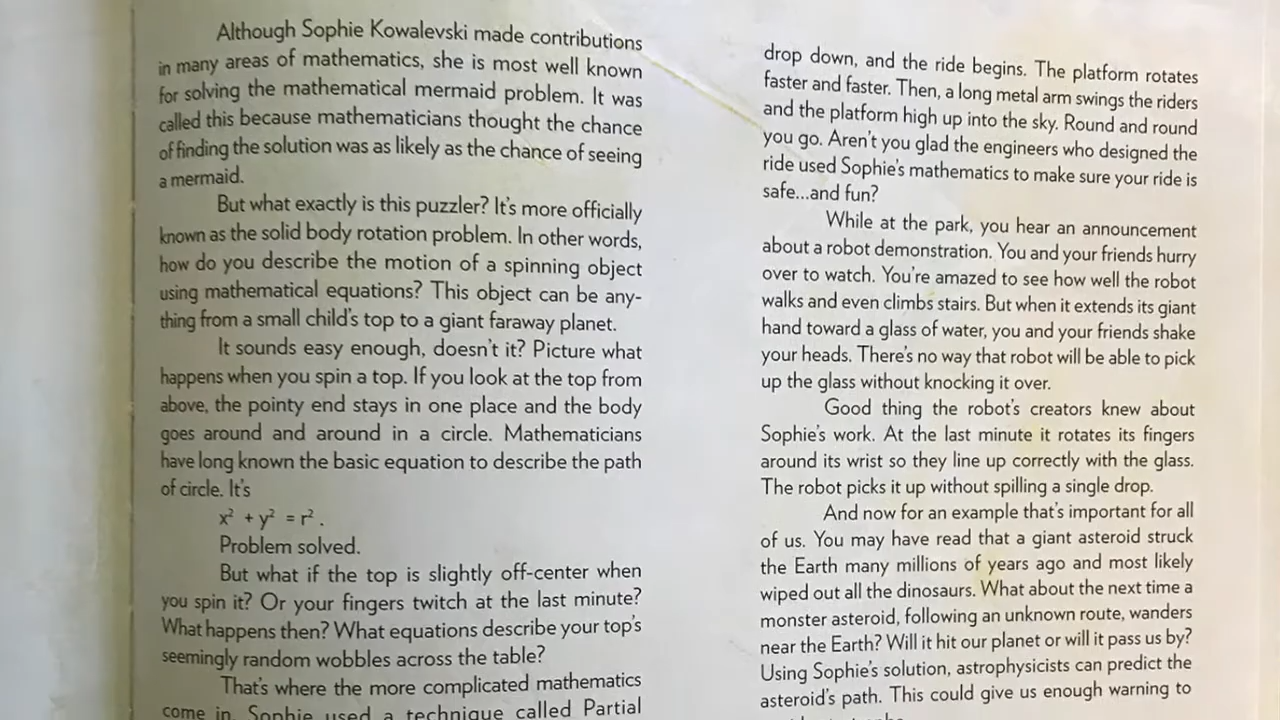 Although Sophie Kowalevski made contributions
in many areas of mathematics, she is most well known
for solving the mathematical mermaid problem. It was
called this because mathematicians thought the chance
of finding the solution was as likely as the chance of seeing
a mermaid.
But what exactly is this puzzler? It's more officially
known as the solid body rotation problem. In other words,
how do you describe the motion of a spinning object
using mathematical equations? This object can be any-
thing from a small child's top to a giant faraway planet.
It sounds easy enough, doesn't it? Picture what
happens when you spin a top. If you look at the top from
above, the pointy end stays in one place and the body
goes around and around in a circle. Mathematicians
have long known the basic equation to describe the path
of circle. It's
x² + y² = r².
Problem solved.
But what if the top is slightly off-center when
you spin it? Or your fingers twitch at the last minute?
What happens then? What equations describe your top's
seemingly random wobbles across the table?
That's where the more complicated mathematics
come in. Sophie used a technique called Partial
drop down, and the ride begins. The platform rotates
faster and faster. Then, a long metal arm swings the riders
and the platform high up into the sky. Round and round
you go. Aren't you glad the engineers who designed the
ride used Sophie's mathematics to make sure your ride is
safe...and fun?
While at the park, you hear an announcement
about a robot demonstration. You and your friends hurry
over to watch. You're amazed to see how well the robot
walks and even climbs stairs. But when it extends its giant
hand toward a glass of water, you and your friends shake
your heads. There's no way that robot will be able to pick
up the glass without knocking it over.
Good thing the robot's creators knew about
Sophie's work. At the last minute it rotates its fingers
around its wrist so they line up correctly with the glass.
The robot picks it up without spilling a single drop.
And now for an example that's important for all
of us. You may have read that a giant asteroid struck
the Earth many millions of years ago and most likely
wiped out all the dinosaurs. What about the next time a
monster asteroid, following an unknown route, wanders
near the Earth? Will it hit our planet or will it pass us by?
Using Sophie's solution, astrophysicists can predict the
asteroid's path. This could give us enough warning to